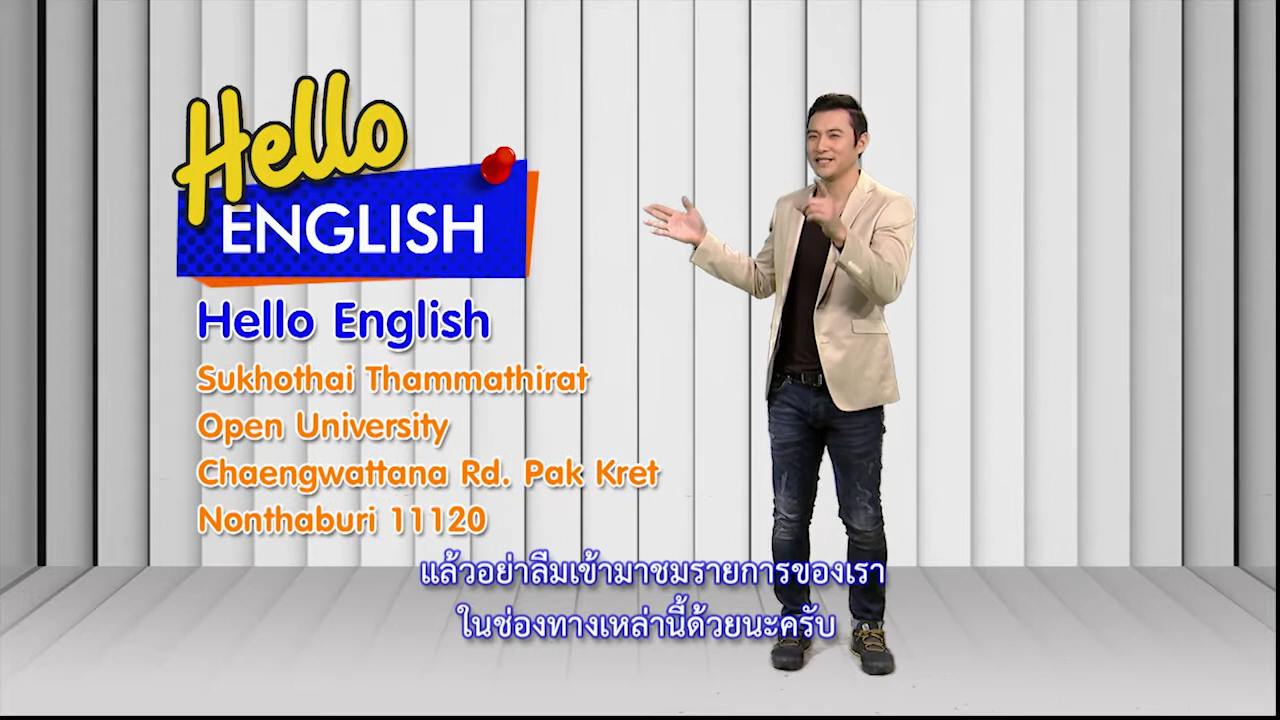 Hello
ENGLISH
Hello English
Sukhothai Thammathirat
Open University
Chaengwattana Rd. Pak Kret
Nonthaburi 11120
แล้วอย่าลืมเข้ามาชมรายการของเรา
ในช่องทางเหล่านี้ด้วยนะครับ